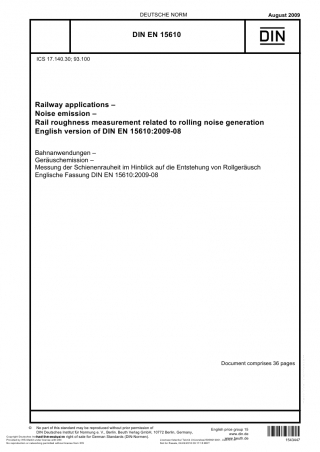 DEUTSCHE NORM
August 2009
DIN EN 15610
DIN
ICS 17.140.30; 93.100
Railway applications –
Noise emission –
Rail roughness measurement related to rolling noise generation
English version of DIN EN 15610:2009-08
Bahnanwendungen –
Geräuschemission –
Messung der Schienenrauheit im Hinblick auf die Entstehung von Rollgeräusch
Englische Fassung DIN EN 15610:2009-08
Document comprises 36 pages
© No part of this standard may be reproduced without prior permission of
DIN Deutsches Institut für Normung e. V., Berlin. Beuth Verlag GmbH, 10772 Berlin, Germany,
has the exclusive right of sale for German Standards (DIN-Normen).
English price group
www.din.de
www.beuth.de